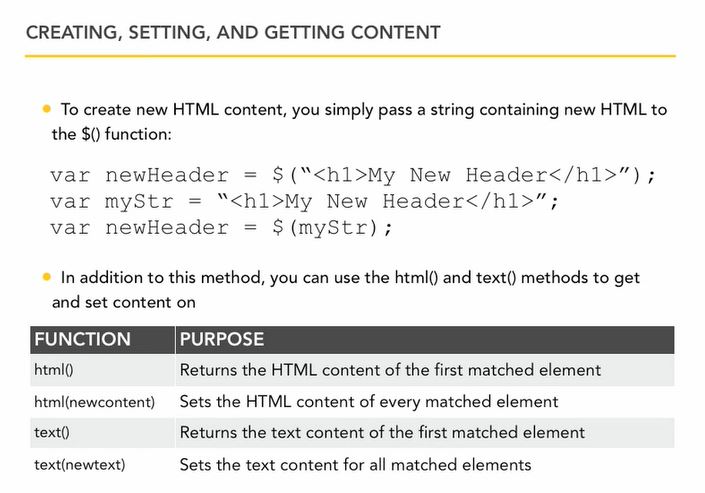 CREATING, SETTING, AND GETTING CONTENT
• To create new HTML content, you simply pass a string containing new HTML to
the $() function:
var newHeader = $(“<h1>My New Header</h1>”);
var myStr = “<h1>My New Header</h1>”;
var newHeader = $(myStr);
• In addition to this method, you can use the html() and text() methods to get
and set content on
FUNCTION PURPOSE
html() Returns the HTML content of the first matched element
html(newcontent) Sets the HTML content of every matched element
text() Returns the text content of the first matched element
text(newtext) Sets the text content for all matched elements